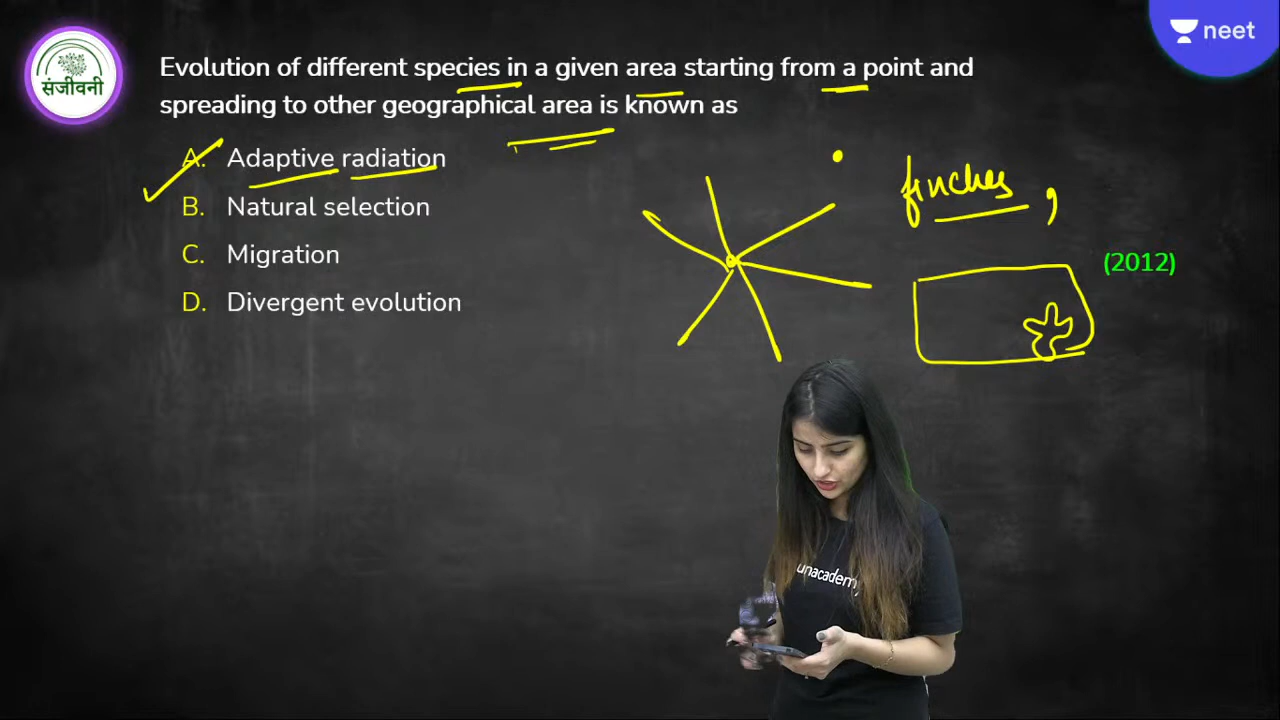 संजीवनी
neet
Evolution of different species in a given area starting from a point and
spreading to other geographical area is known as
A. Adaptive radiation
B. Natural selection
C. Migration
D. Divergent evolution
finches,
(2012)
unacademy